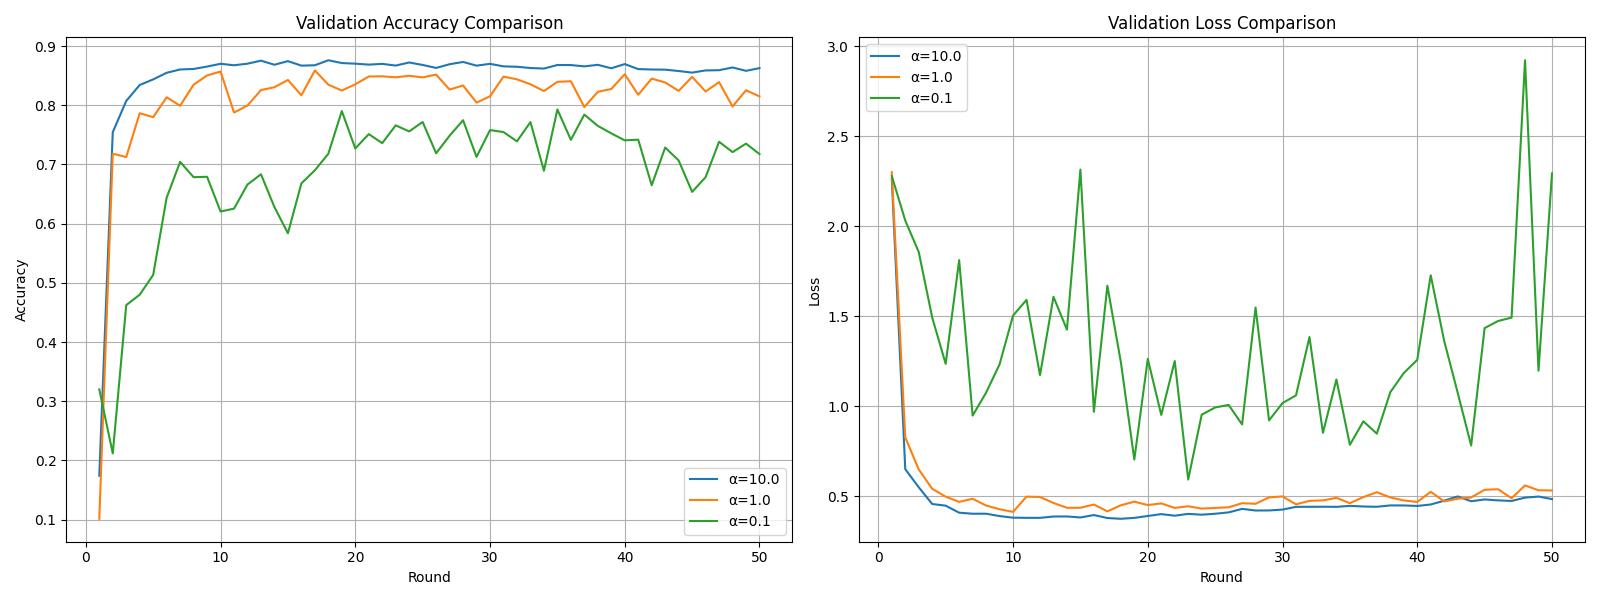 Validation Accuracy Comparison
Accuracy
0.9
0.8
0.7
0.6
0.5
0.4
0.3
0.2
0.1
α=10.0
α=1.0
α=0.1
0 10 20 30 40 50
Round
Validation Loss Comparison
Loss
3.0
2.5
2.0
1.5
1.0
0.5
α=10.0
α=1.0
α=0.1
0 10 20 30 40 50
Round